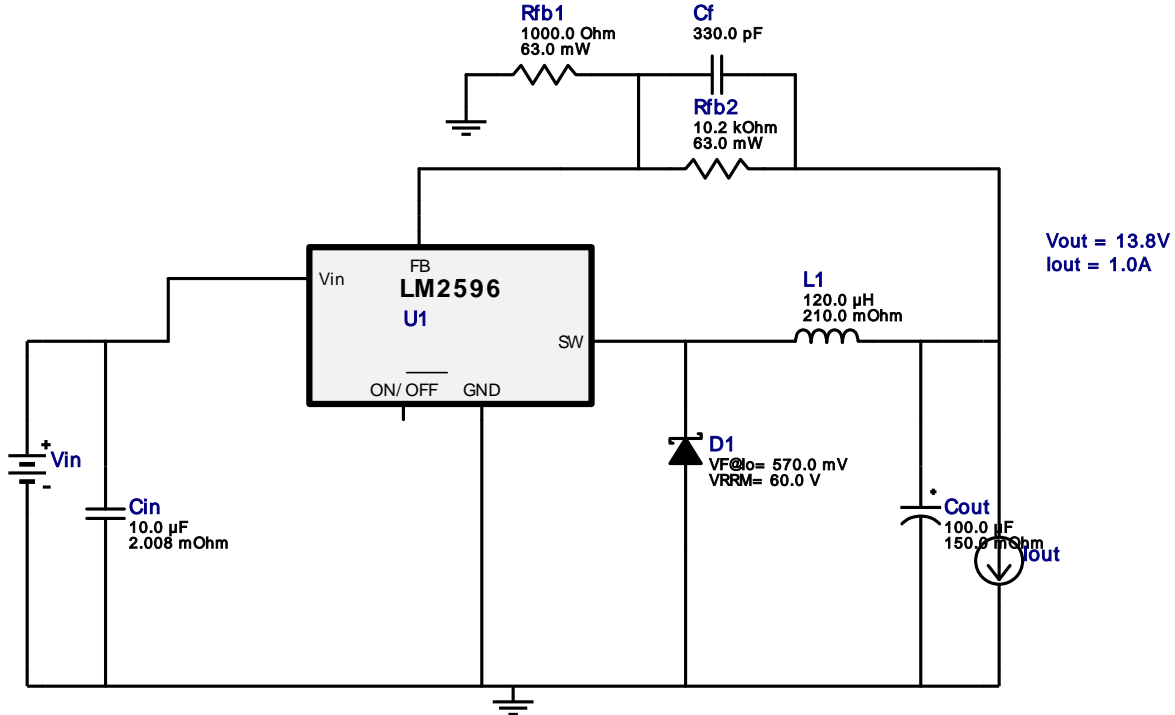 Rfb1
1000.0 Ohm
63.0 mW
Cf
330.0 pF
Rfb2
10.2 kOhm
63.0 mW
Vout = 13.8V
Iout = 1.0A
FB
Vin
LM2596
U1
SW
ON/ OFF
GND
L1
120.0 µH
210.0 mOhm
Vin
+
-
Cin
10.0 µF
2.008 mOhm
D1
VF@Io= 570.0 mV
VRRM= 60.0 V
Cout
100.0 µF
150.0 mOhm
Iout